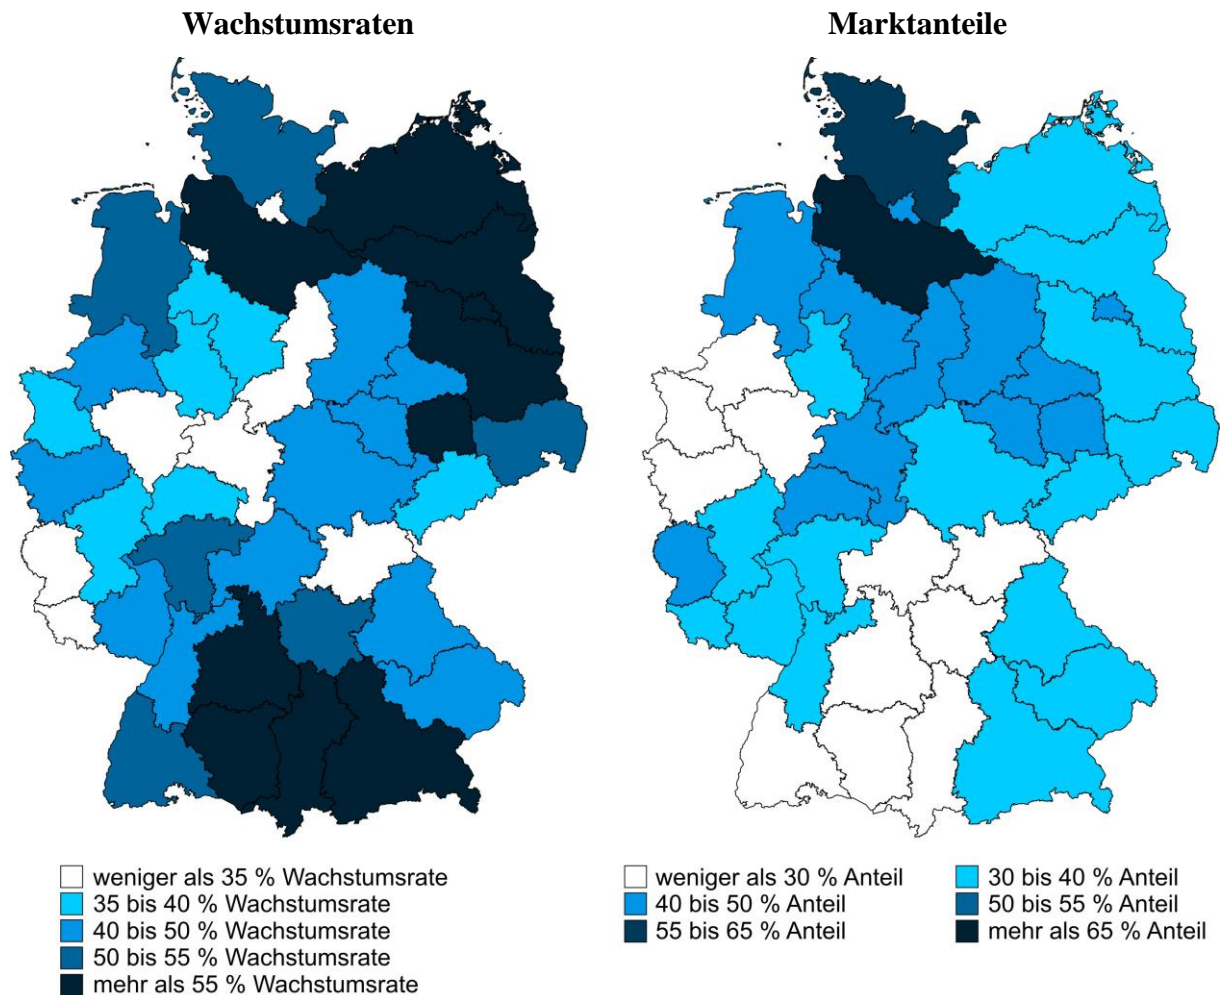 Wachstumsraten
Marktanteile
weniger als 35 % Wachstumsrate
35 bis 40 % Wachstumsrate
40 bis 50 % Wachstumsrate
50 bis 55 % Wachstumsrate
mehr als 55 % Wachstumsrate
weniger als 30 % Anteil
30 bis 40 % Anteil
40 bis 50 % Anteil
50 bis 55 % Anteil
55 bis 65 % Anteil
mehr als 65 % Anteil